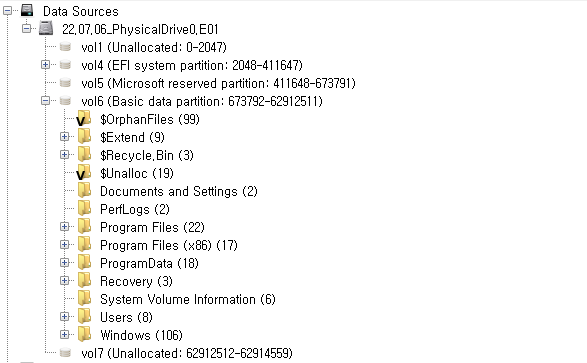 Data Sources
22_07_06_PhysicalDrive0.E01
vol1 (Unallocated: 0-2047)
vol4 (EFI system partition: 2048-411647)
vol5 (Microsoft reserved partition: 411648-673791)
vol6 (Basic data partition: 673792-62912511)
$OrphanFiles (99)
$Extend (9)
$Recycle.Bin (3)
$Unalloc (19)
Documents and Settings (2)
PerfLogs (2)
Program Files (22)
Program Files (x86) (17)
ProgramData (18)
Recovery (3)
System Volume Information (6)
Users (8)
Windows (106)
vol7 (Unallocated: 62912512-62914559)